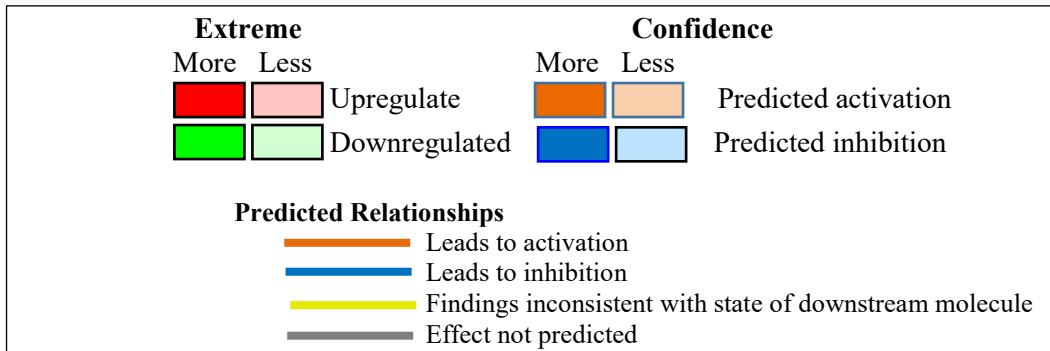 Extreme Confidence
More Less More Less
Upregulate Predicted activation
Downregulated Predicted inhibition
Predicted Relationships
Leads to activation
Leads to inhibition
Findings inconsistent with state of downstream molecule
Effect not predicted